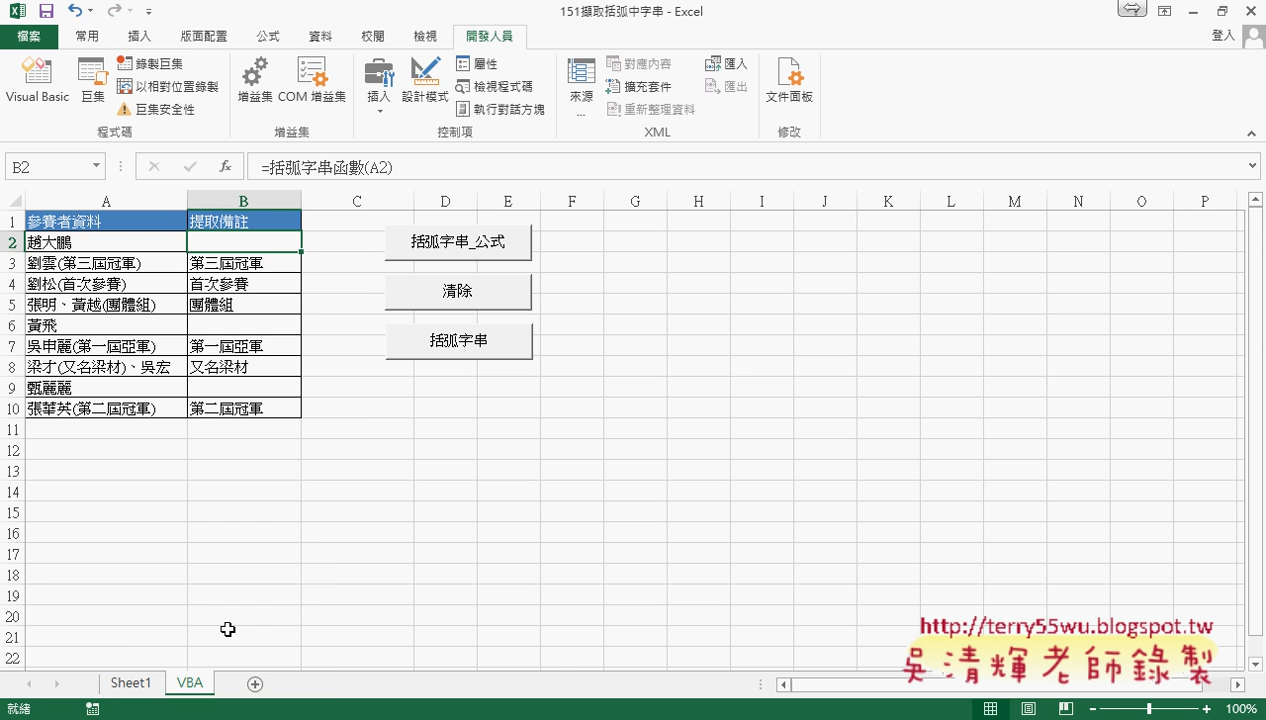 151擷取括弧中字串 - Excel
檔案 常用 插入 版面配置 公式 資料 校閱 檢視 開發人員 登入
Visual Basic 巨集 錄製巨集 以相對位置錄製 巨集安全性 程式碼
增益集 COM 增益集 增益集
插入 設計模式 屬性 檢視程式碼 執行對話方塊 控制項
來源 ... 對應內容 擴充套件 重新整理資料 匯入 匯出 XML
文件面板 修改
B2 fx =括弧字串函數(A2)
A B C D E F G H I J K L M N O P
1 參賽者資料 提取備註
2 趙大鵬
3 劉雲(第三屆冠軍) 第三屆冠軍
4 劉松(首次參賽) 首次參賽
5 張明、黃越(團體組) 團體組
6 黃飛
7 吳申麗(第一屆亞軍) 第一屆亞軍
8 梁才(又名梁材)、吳宏 又名梁材
9 甄麗麗
10 張華英(第二屆冠軍) 第二屆冠軍
11
12
13
14
15
16
17
18
19
20
21
22
括弧字串_公式
清除
括弧字串
http://terry55wu.blogspot.tw
吳清輝老師錄製
Sheet1 VBA
就緒 100%